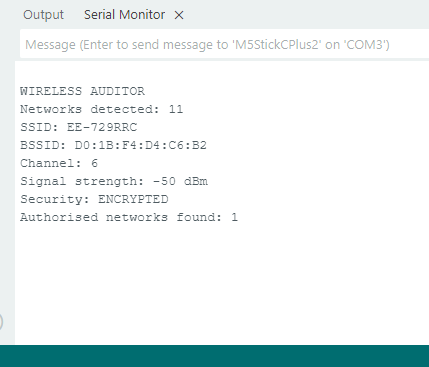 Output Serial Monitor ×
Message (Enter to send message to 'M5StickCPlus2' on 'COM3')
WIRELESS AUDITOR
Networks detected: 11
SSID: EE-729RRC
BSSID: D0:1B:F4:D4:C6:B2
Channel: 6
Signal strength: -50 dBm
Security: ENCRYPTED
Authorised networks found: 1